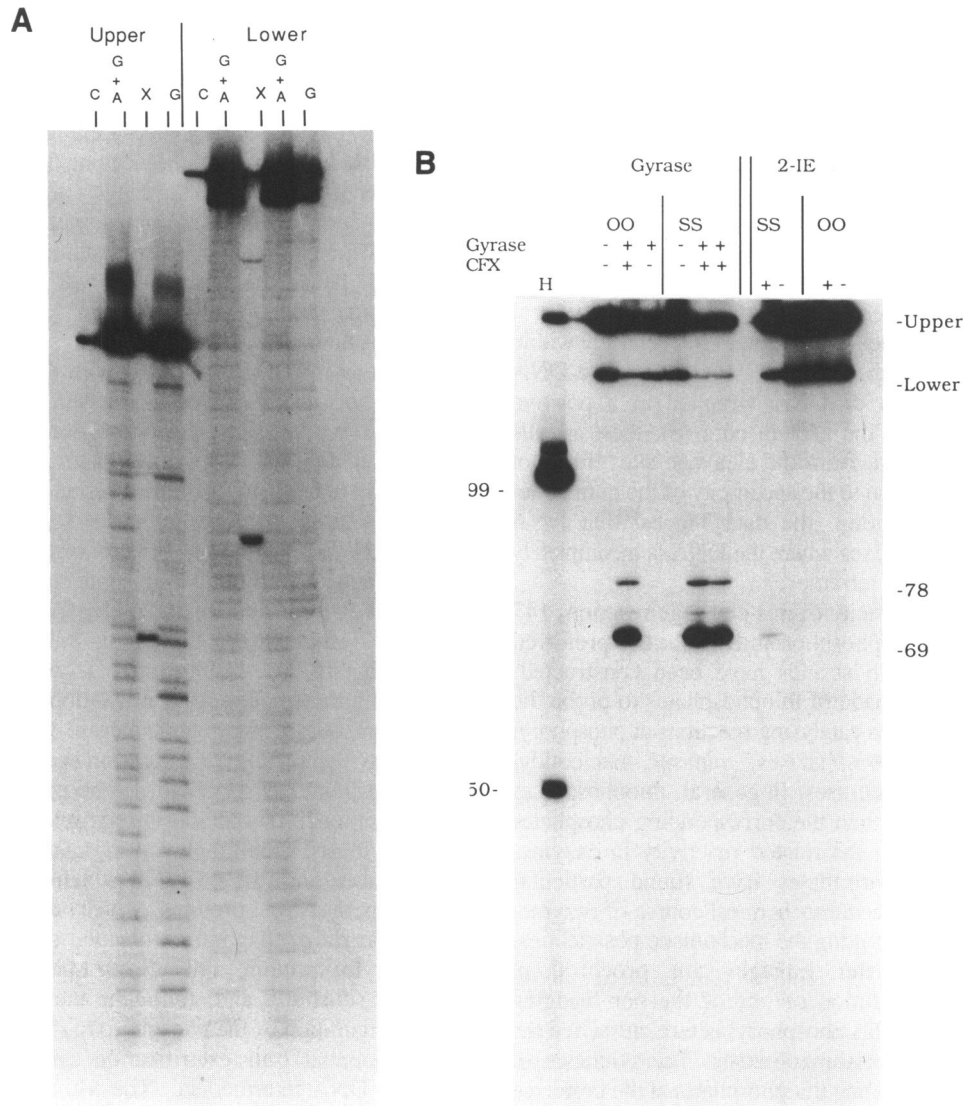 A
Upper Lower
G G G
+ + +
C A X G C A X A G
B
Gyrase 2-IE
OO SS SS OO
Gyrase - + + - + +
CFX - + - - + +
H + - + -
-Upper
-Lower
99 -
-78
-69
50-